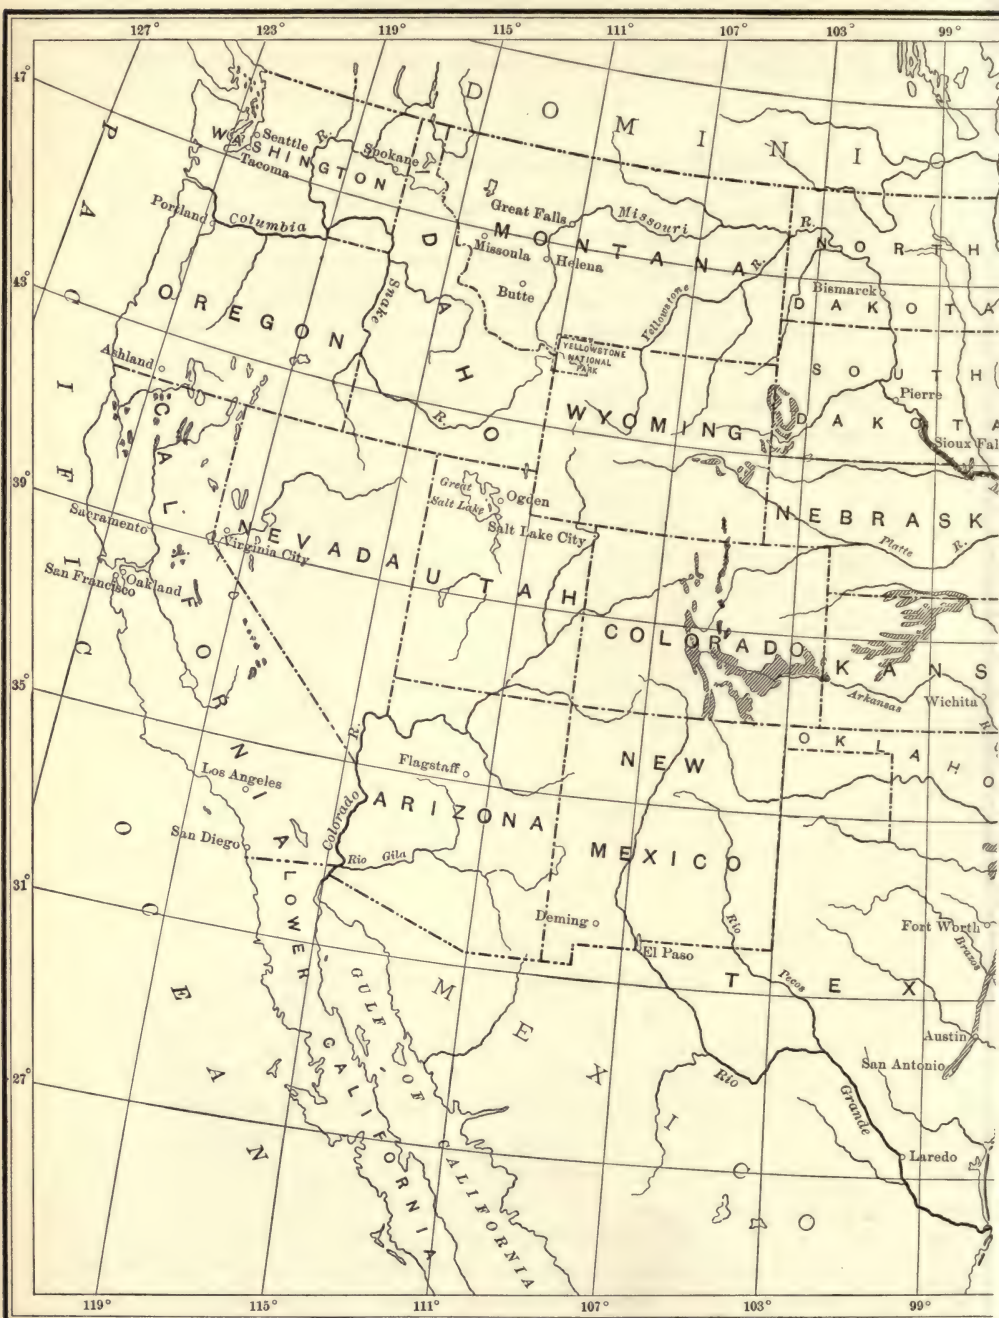 127° 123° 119° 115° 111° 107° 103° 99°
47°
43°
39°
35°
31°
27°
119° 115° 111° 107° 103° 99°
DOMINIO
PACIFIC
OCEAN
WASHINGTON
Seattle
Tacoma
Spokane
R.
Portland
Columbia
OREGON
Ashland
IDAHO
Snake
R.
MONTANA
Great Falls
Missouri
R.
Missoula
Helena
Butte
Yellowstone
R.
YELLOWSTONE
NATIONAL
PARK
WYOMING
NORTH
DAKOTA
Bismarck
SOUTH
DAKOTA
Pierre
Sioux Fal
NEBRASK
Platte
R.
CALIFORNIA
Sacramento
San Francisco
Oakland
Los Angeles
San Diego
NEVADA
Virginia City
UTAH
Great
Salt Lake
Ogden
Salt Lake City
COLORADO
KANS
Arkansas
Wichita
R.
OKLAHO
ARIZONA
Flagstaff
Colorado
R.
Rio Gila
NEW
MEXICO
Deming
El Paso
Rio
Pecos
TEX
Fort Worth
Brazos
Austin
San Antonio
Laredo
Rio
Grande
LOWER
CALIFORNIA
GULF OF
CALIFORNIA
MEXICO